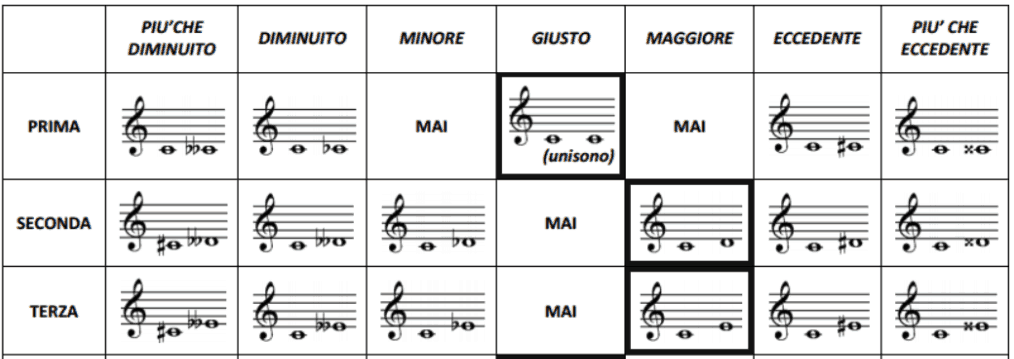 PIU'CHE DIMINUITO DIMINUITO MINORE GIUSTO MAGGIORE ECCEDENTE PIU' CHE ECCEDENTE
PRIMA MAI (unisono) MAI
SECONDA MAI
TERZA MAI